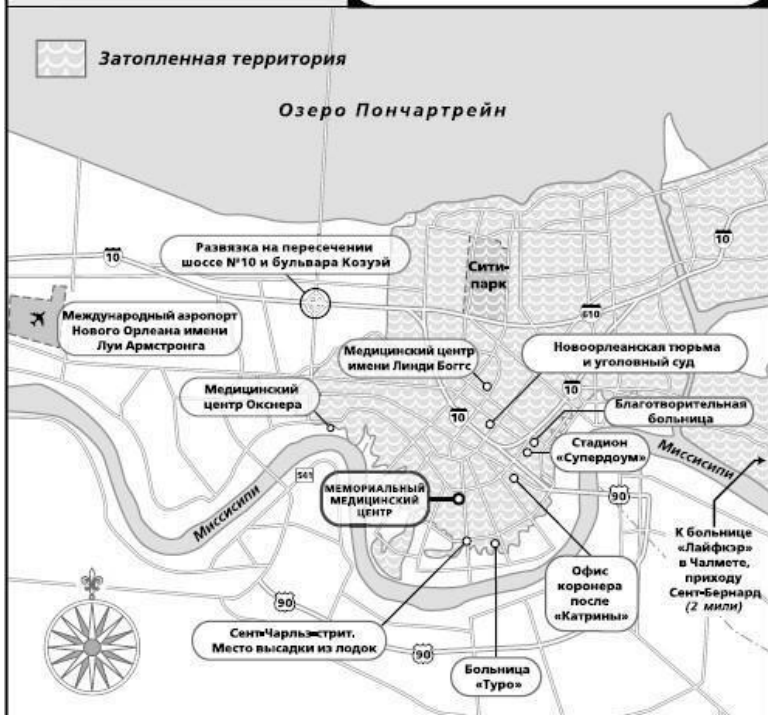 Затопленная территория
Озеро Пончартрейн
10
Развязка на пересечении
шоссе №10 и бульвара Козуэй
Сити-
парк
10
610
Международный аэропорт
Нового Орлеана имени
Луи Армстронга
Медицинский центр
имени Линди Боггс
Новоорлеанская тюрьма
и уголовный суд
10
Медицинский
центр Окснера
10
Благотворительная
больница
Стадион
«Супердоум»
Миссисипи
541
МЕМОРИАЛЬНЫЙ
МЕДИЦИНСКИЙ
ЦЕНТР
90
Миссисипи
К больнице
«Лайфкэр»
в Чалмете,
приходу
Сент-Бернард
(2 мили)
Офис
коронера
после
«Катрины»
90
Сент-Чарльз-стрит.
Место высадки из лодок
90
Больница
«Туро»